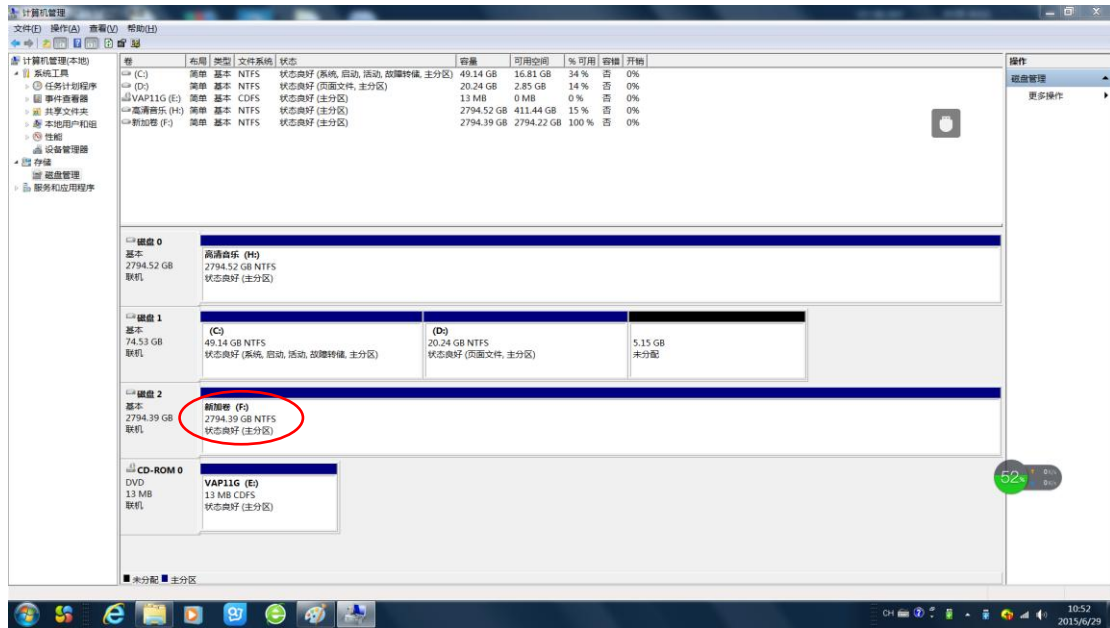 计算机管理
文件(F) 操作(A) 查看(V) 帮助(H)
计算机管理(本地)
系统工具
任务计划程序
事件查看器
共享文件夹
本地用户和组
性能
设备管理器
存储
磁盘管理
服务和应用程序
卷 布局 类型 文件系统 状态 容量 可用空间 % 可用 容错 开销
(C:) 简单 基本 NTFS 状态良好 (系统, 启动, 活动, 故障转储, 主分区) 49.14 GB 16.81 GB 34 % 否 0%
(D:) 简单 基本 NTFS 状态良好 (页面文件, 主分区) 20.24 GB 2.85 GB 14 % 否 0%
VAP11G (E:) 简单 基本 CDFS 状态良好 (主分区) 13 MB 0 MB 0 % 否 0%
高清音乐 (H:) 简单 基本 NTFS 状态良好 (主分区) 2794.52 GB 411.44 GB 15 % 否 0%
新加卷 (F:) 简单 基本 NTFS 状态良好 (主分区) 2794.39 GB 2794.22 GB 100 % 否 0%
磁盘 0
基本
2794.52 GB
联机
高清音乐 (H:)
2794.52 GB NTFS
状态良好 (主分区)
磁盘 1
基本
74.53 GB
联机
(C:)
49.14 GB NTFS
状态良好 (系统, 启动, 活动, 故障转储, 主分区)
(D:)
20.24 GB NTFS
状态良好 (页面文件, 主分区)
5.15 GB
未分配
磁盘 2
基本
2794.39 GB
联机
新加卷 (F:)
2794.39 GB NTFS
状态良好 (主分区)
CD-ROM 0
DVD
13 MB
联机
VAP11G (E:)
13 MB CDFS
状态良好 (主分区)
未分配 主分区
操作
磁盘管理
更多操作
52%
CH
10:52
2015/6/29